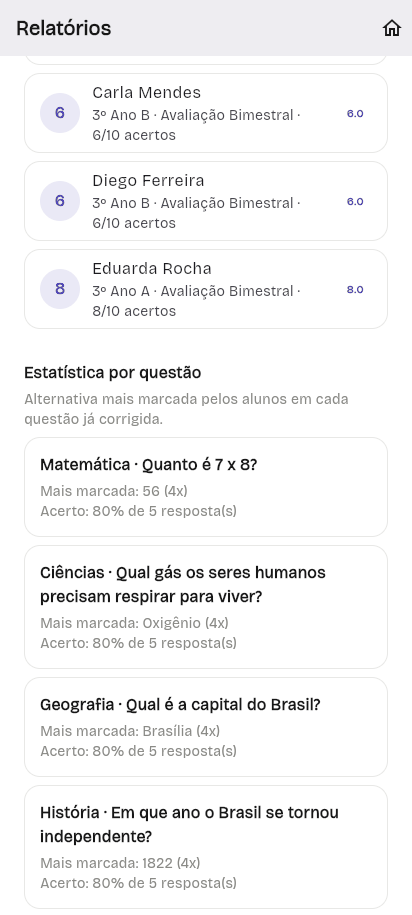 Relatórios
6
Carla Mendes
3º Ano B · Avaliação Bimestral ·
6/10 acertos
6.0
6
Diego Ferreira
3º Ano B · Avaliação Bimestral ·
6/10 acertos
6.0
8
Eduarda Rocha
3º Ano A · Avaliação Bimestral ·
8/10 acertos
8.0
Estatística por questão
Alternativa mais marcada pelos alunos em cada
questão já corrigida.
Matemática · Quanto é 7 x 8?
Mais marcada: 56 (4x)
Acerto: 80% de 5 resposta(s)
Ciências · Qual gás os seres humanos
precisam respirar para viver?
Mais marcada: Oxigênio (4x)
Acerto: 80% de 5 resposta(s)
Geografia · Qual é a capital do Brasil?
Mais marcada: Brasília (4x)
Acerto: 80% de 5 resposta(s)
História · Em que ano o Brasil se tornou
independente?
Mais marcada: 1822 (4x)
Acerto: 80% de 5 resposta(s)